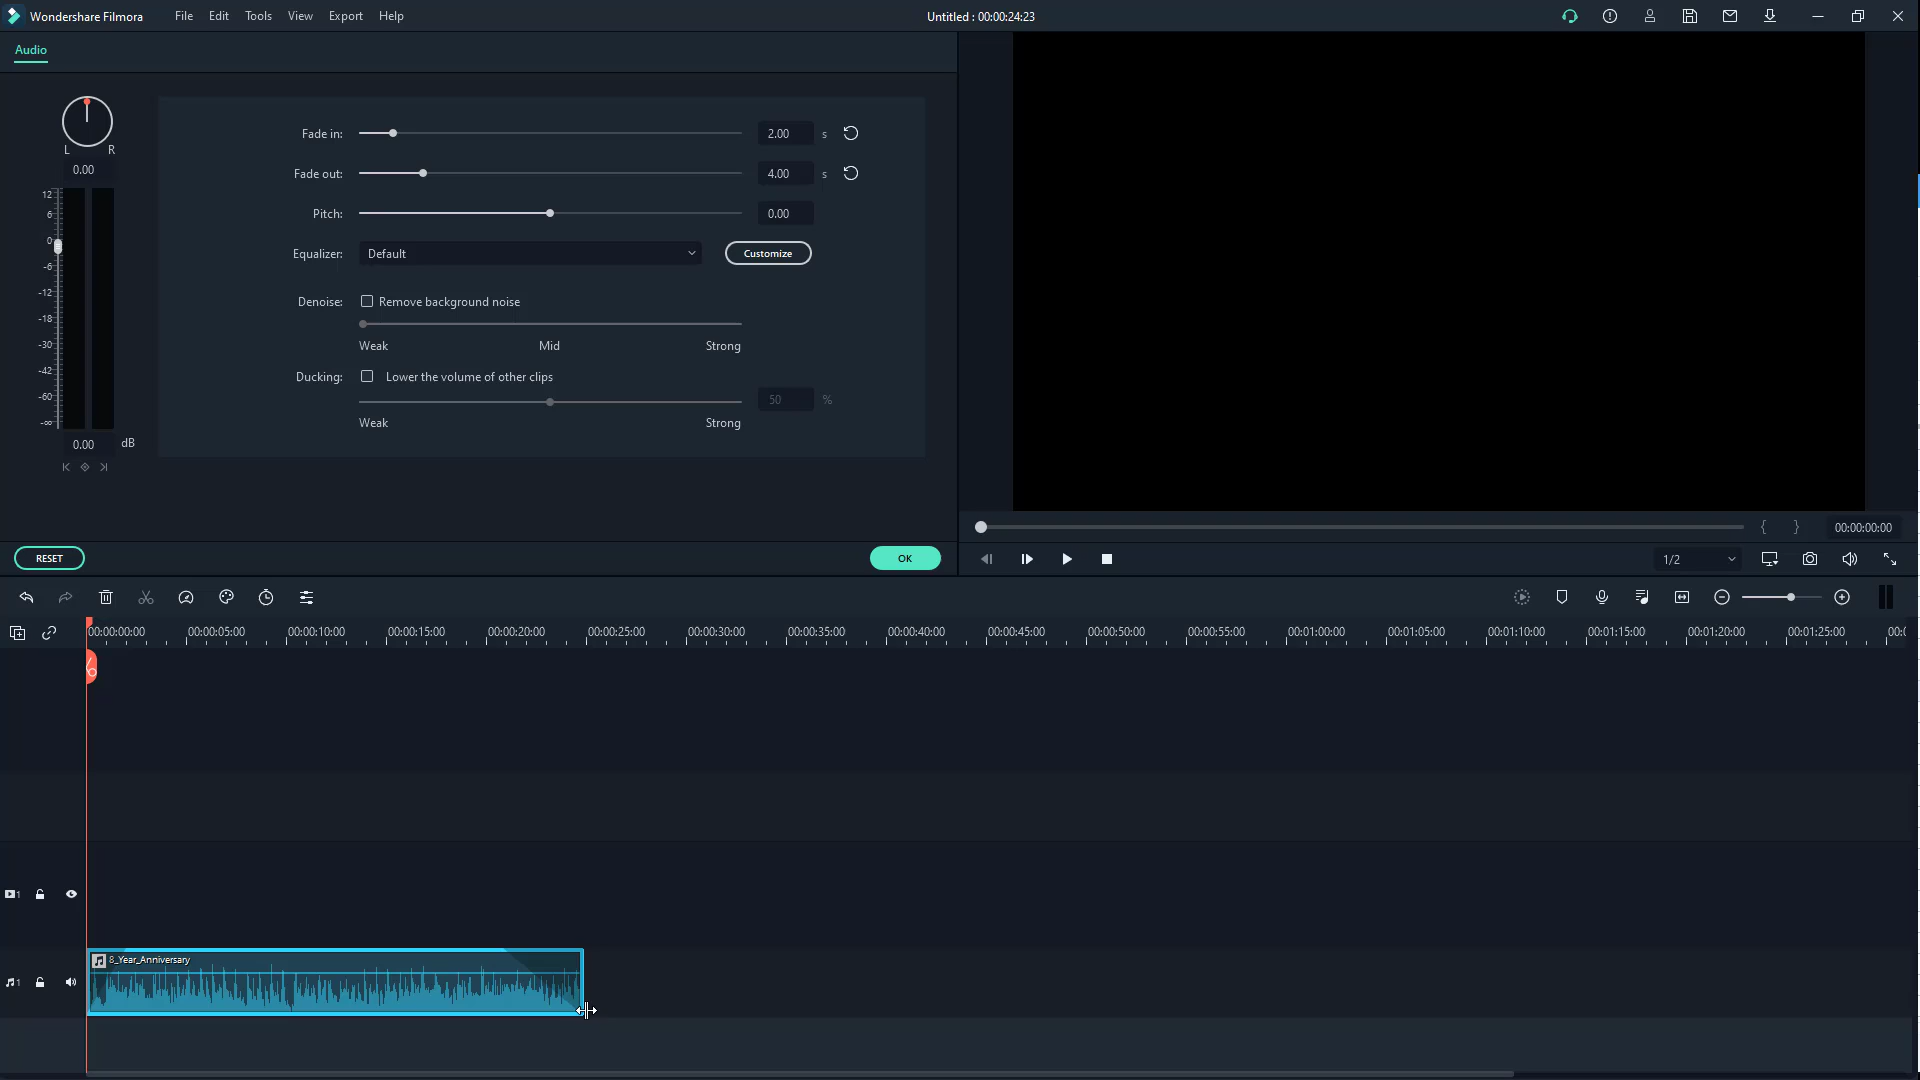 Wondershare Filmora File Edit Tools View Export Help Untitled : 00:00:24:23
Audio
L R
0.00
12
6
0
-6
-12
-18
-30
-42
-60
-∞
0.00 dB
Fade in: 2.00 s
Fade out: 4.00 s
Pitch: 0.00
Equalizer: Default Customize
Denoise: Remove background noise
Weak Mid Strong
Ducking: Lower the volume of other clips
50 %
Weak Strong
{ } 00:00:00:00
RESET OK 1/2
00:00:00:00 00:00:05:00 00:00:10:00 00:00:15:00 00:00:20:00 00:00:25:00 00:00:30:00 00:00:35:00 00:00:40:00 00:00:45:00 00:00:50:00 00:00:55:00 00:01:00:00 00:01:05:00 00:01:10:00 00:01:15:00 00:01:20:00 00:01:25:00 00:0
1
8_Year_Anniversary
1